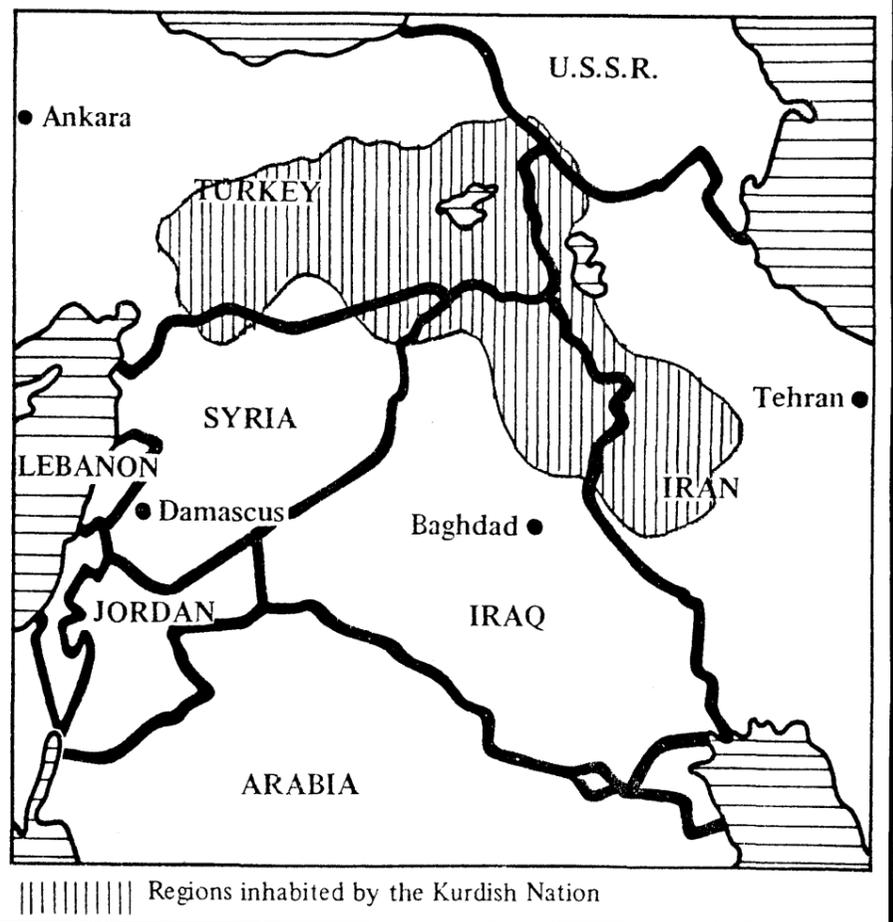 U.S.S.R.
Ankara
TURKEY
Tehran
SYRIA
LEBANON
IRAN
Damascus
Baghdad
JORDAN
IRAQ
ARABIA
Regions inhabited by the Kurdish Nation